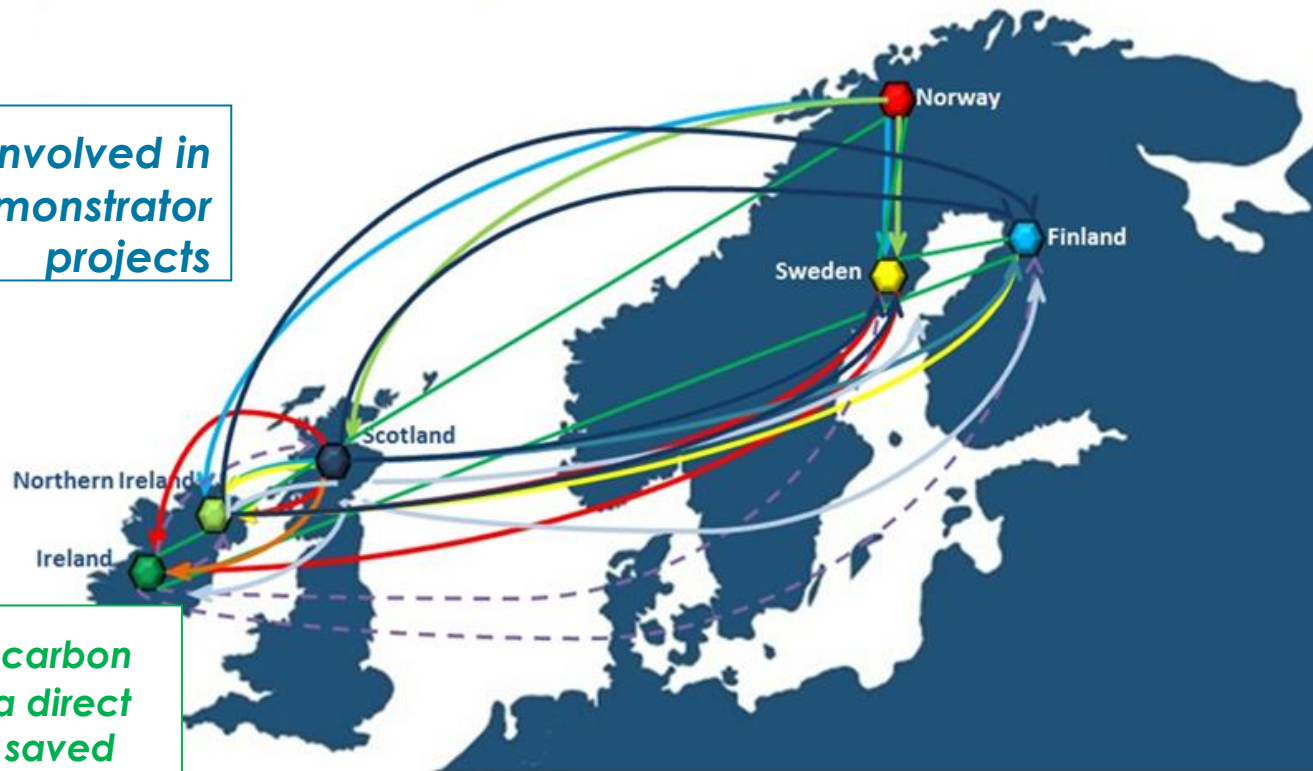 nvolved in
monstrator
projects
Norway
Finland
Sweden
Scotland
Northern Ireland
Ireland
carbon
a direct
saved